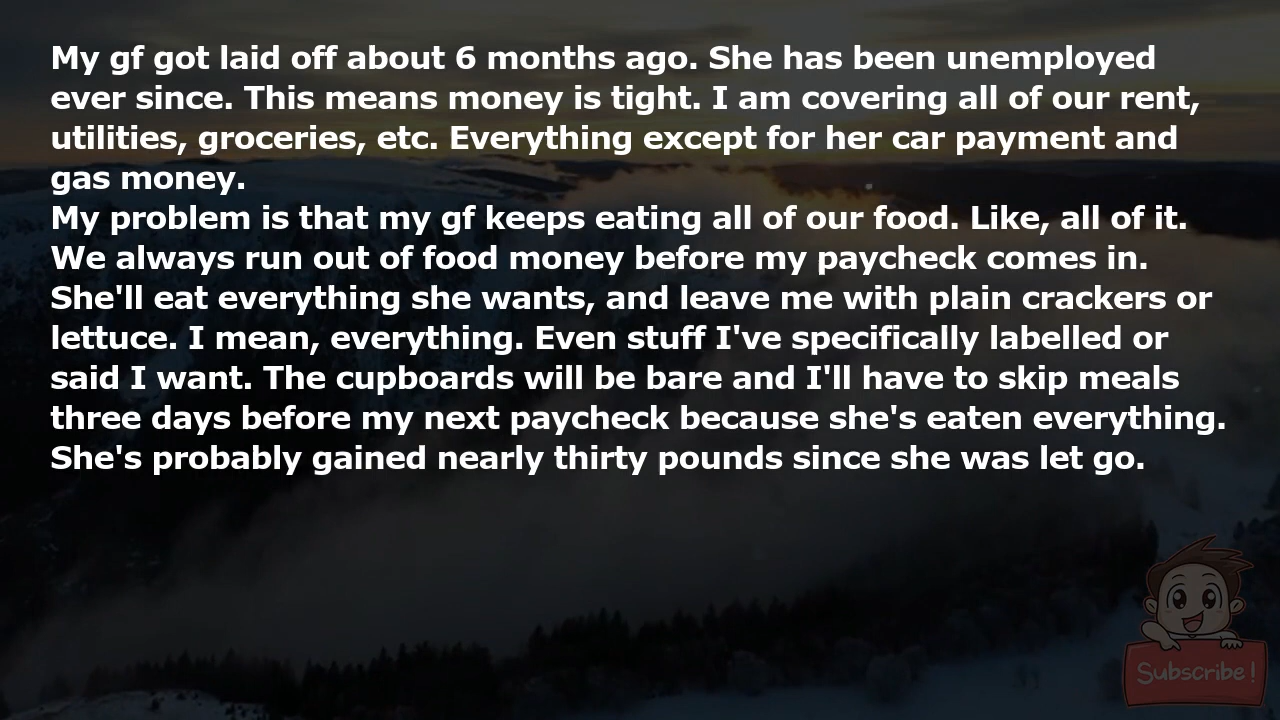 My gf got laid off about 6 months ago. She has been unemployed
ever since. This means money is tight. I am covering all of our rent,
utilities, groceries, etc. Everything except for her car payment and
gas money.
My problem is that my gf keeps eating all of our food. Like, all of it.
We always run out of food money before my paycheck comes in.
She'll eat everything she wants, and leave me with plain crackers or
lettuce. I mean, everything. Even stuff I've specifically labelled or
said I want. The cupboards will be bare and I'll have to skip meals
three days before my next paycheck because she's eaten everything.
She's probably gained nearly thirty pounds since she was let go.
Subscribe!